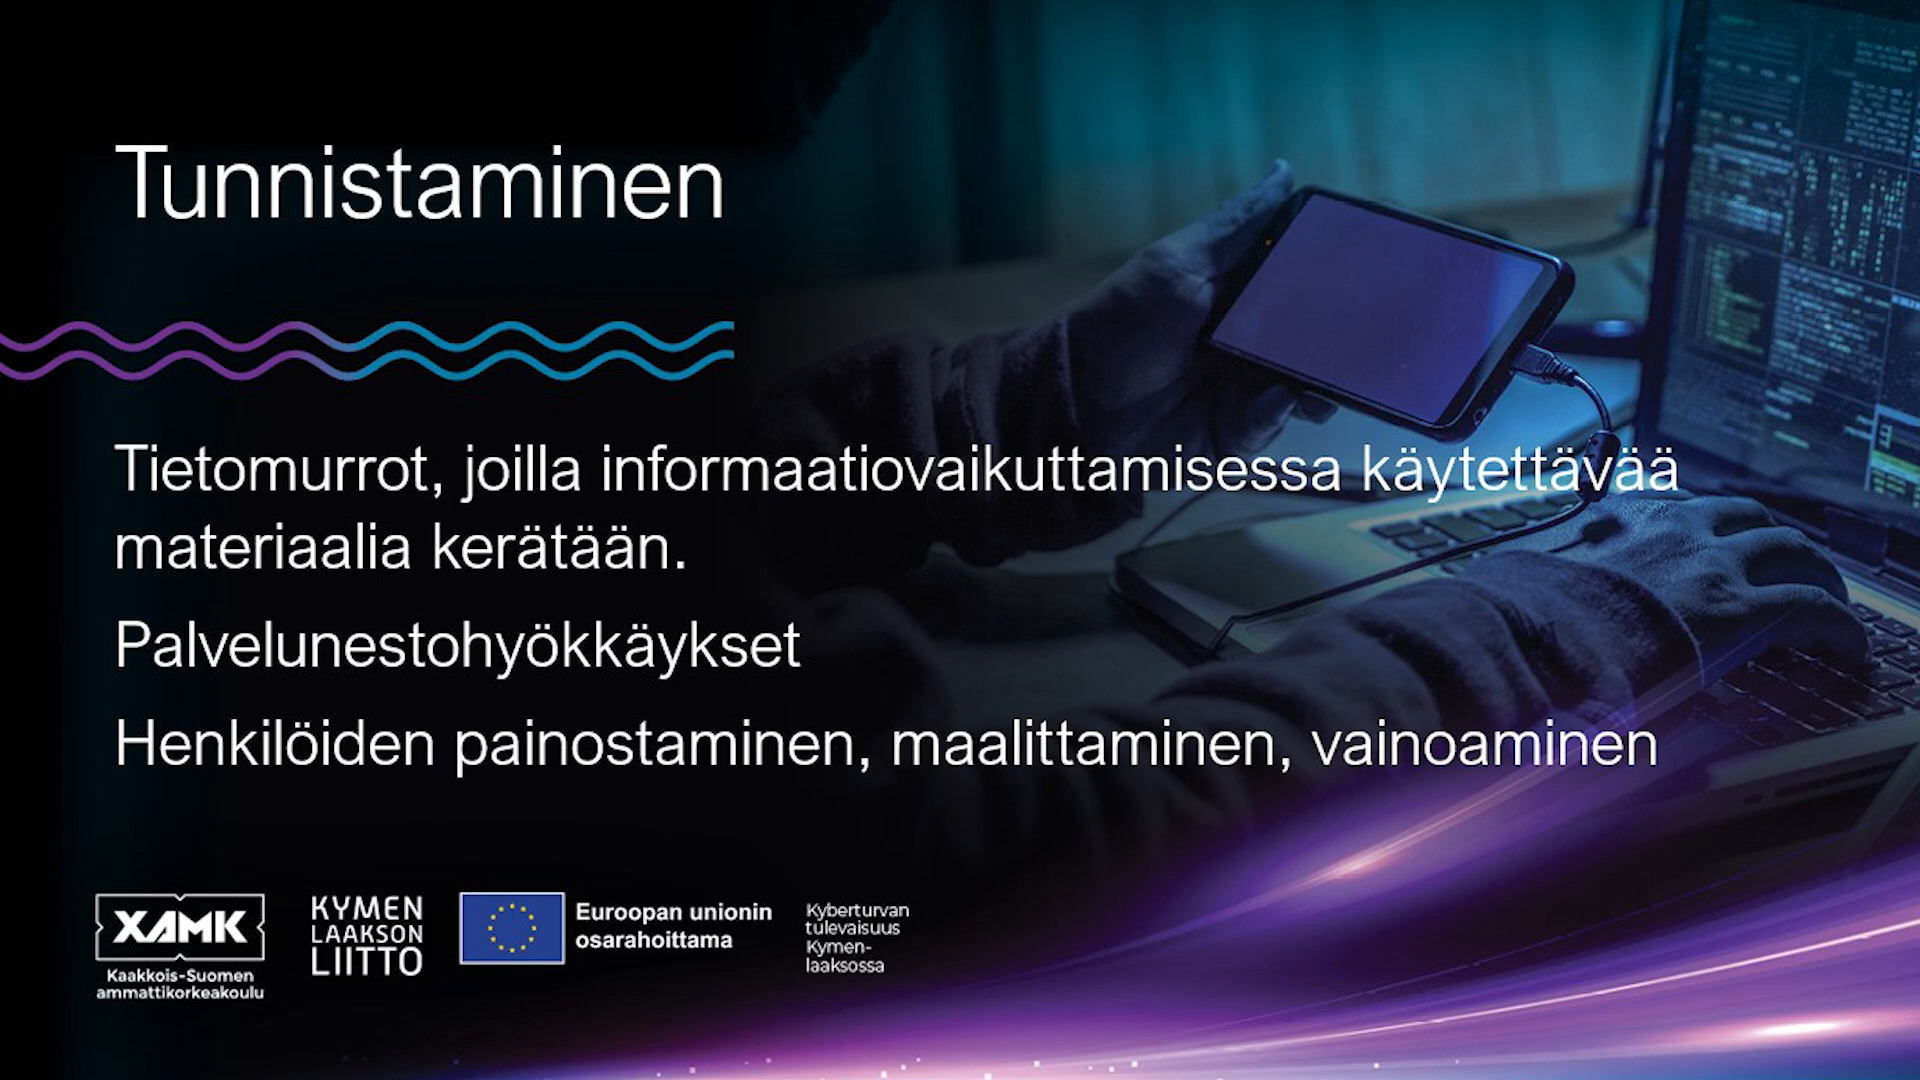 Tunnistaminen
Tietomurrot, joilla informaatiovaikuttamisessa käytettävää
materiaalia kerätään.
Palvelunestohyökkäykset
Henkilöiden painostaminen, maalittaminen, vainoaminen
XAMK
Kaakkois-Suomen
ammattikorkeakoulu
KYMEN
LAAKSON
LIITTO
Euroopan unionin
osarahoittama
Kyberturvan
tulevaisuus
Kymen-
laaksossa